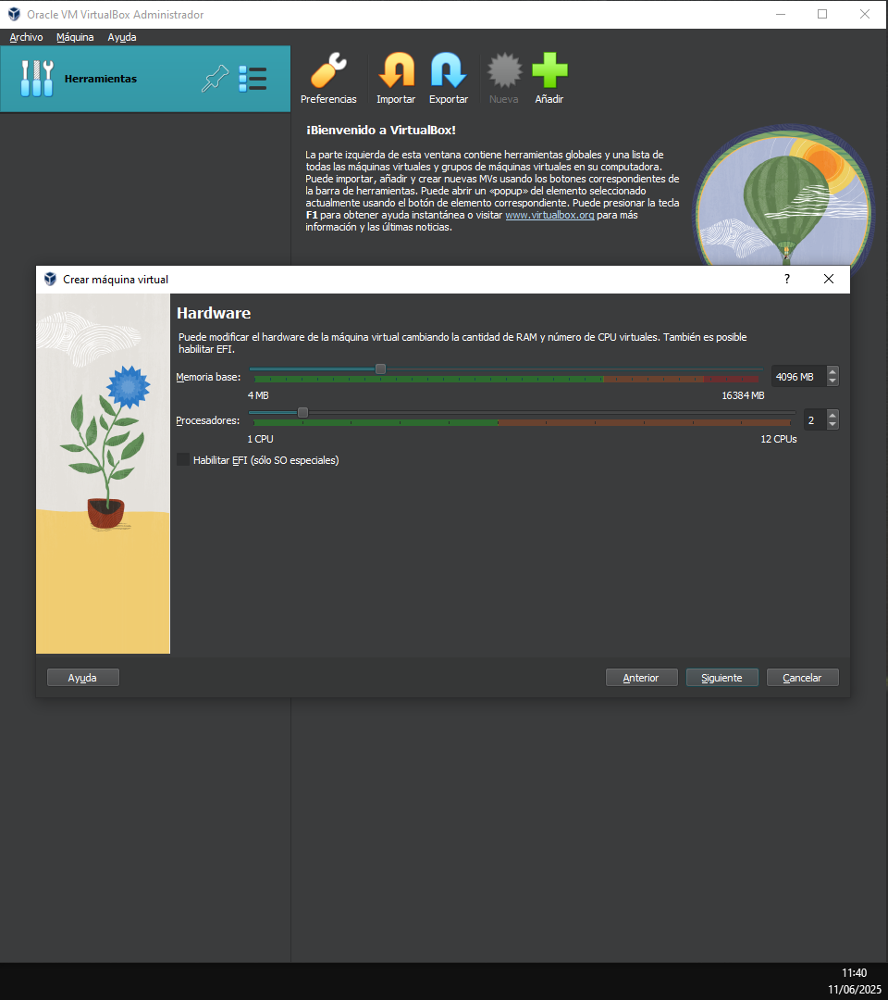 Oracle VM VirtualBox Administrador
Archivo Máquina Ayuda
Herramientas
Preferencias Importar Exportar Nueva Añadir
¡Bienvenido a VirtualBox!
La parte izquierda de esta ventana contiene herramientas globales y una lista de
todas las máquinas virtuales y grupos de máquinas virtuales en su computadora.
Puede importar, añadir y crear nuevas MVs usando los botones correspondientes de
la barra de herramientas. Puede abrir un «popup» del elemento seleccionado
actualmente usando el botón de elemento correspondiente. Puede presionar la tecla
F1 para obtener ayuda instantánea o visitar www.virtualbox.org para más
información y las últimas noticias.
Crear máquina virtual
?
Hardware
Puede modificar el hardware de la máquina virtual cambiando la cantidad de RAM y número de CPU virtuales. También es posible
habilitar EFI.
Memoria base: 4096 MB
4 MB 16384 MB
Procesadores: 2
1 CPU 12 CPUs
Habilitar EFI (sólo SO especiales)
Ayuda Anterior Siguiente Cancelar
11:40
11/06/2025